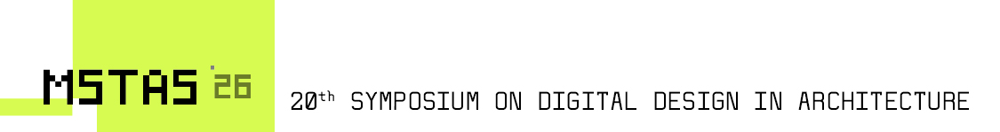 MSTAS '26
20th SYMPOSIUM ON DIGITAL DESIGN IN ARCHITECTURE